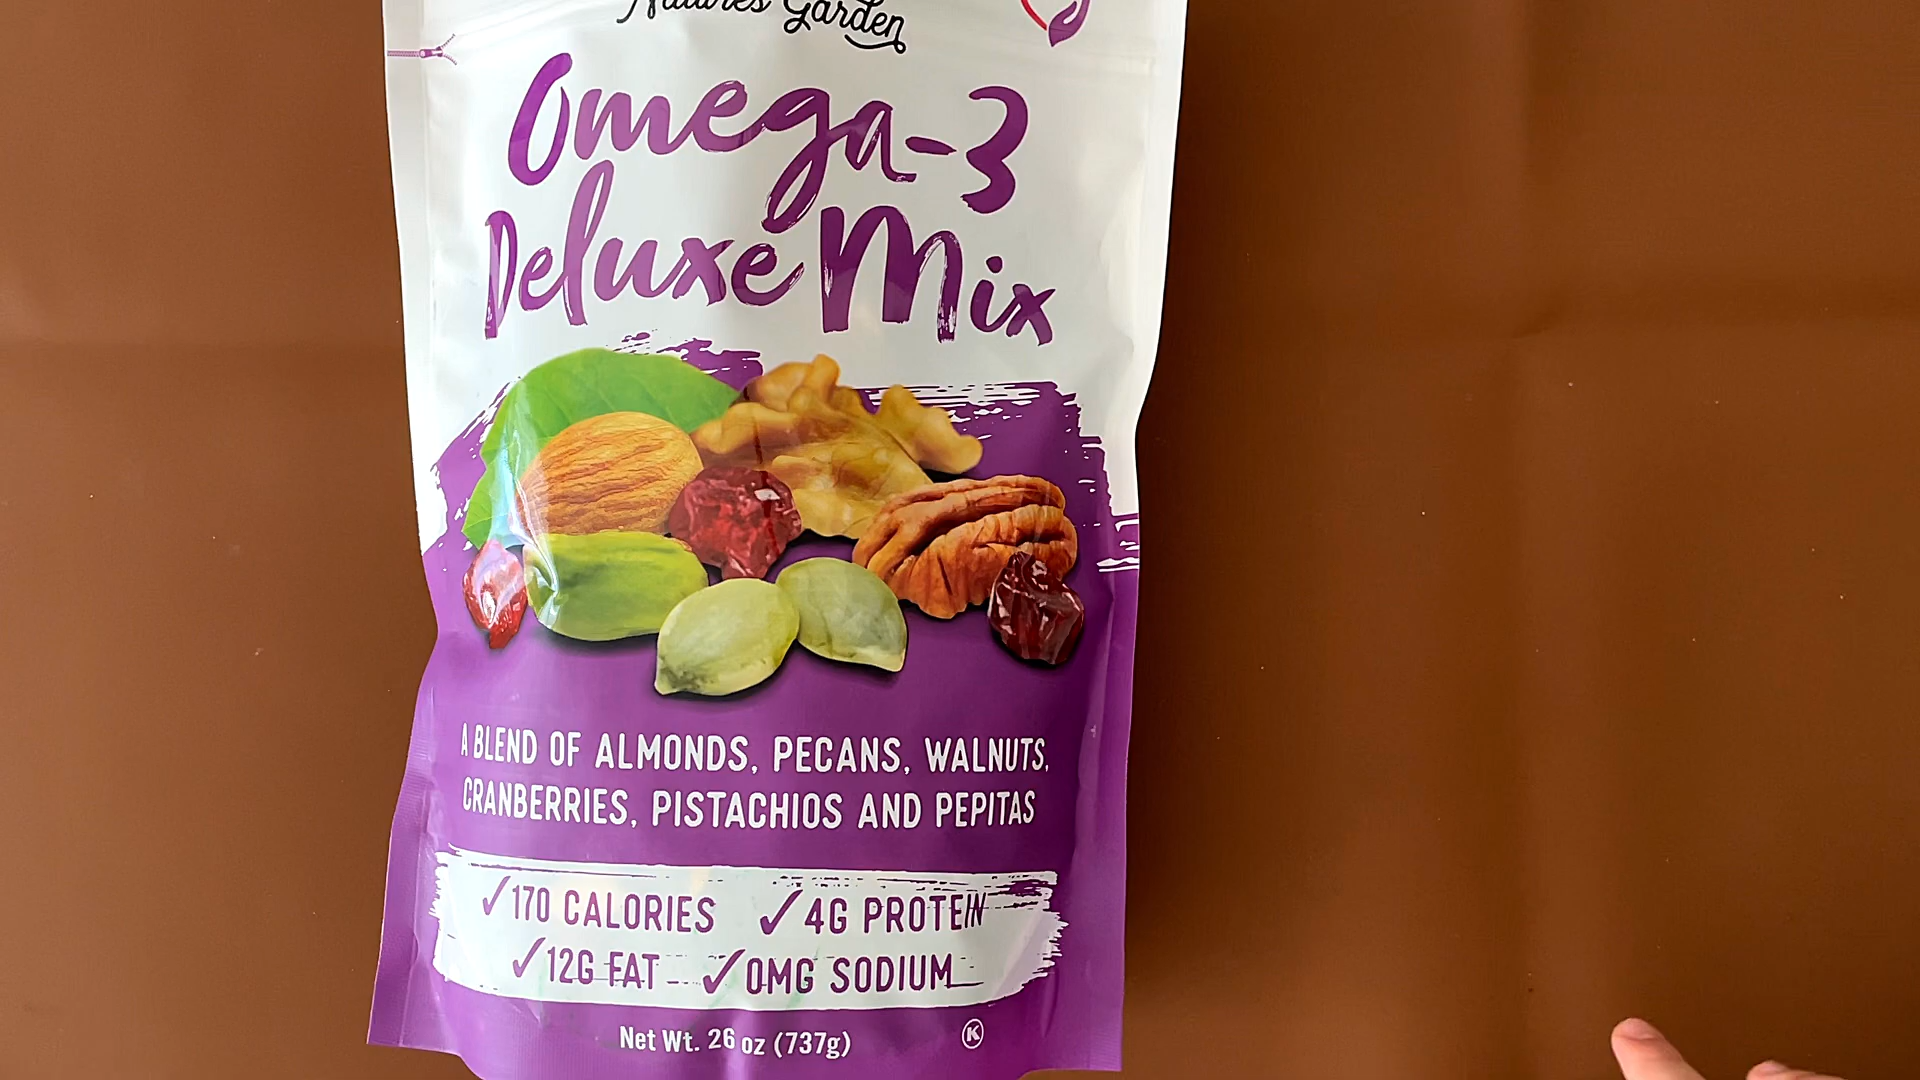 Nature's Garden
Omega-3
Deluxe Mix
A BLEND OF ALMONDS, PECANS, WALNUTS,
CRANBERRIES, PISTACHIOS AND PEPITAS
✓170 CALORIES ✓4G PROTEIN
✓12G FAT ✓0MG SODIUM
Net Wt. 26 oz (737g)
K